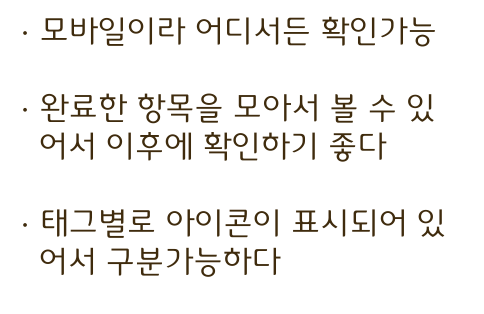 · 모바일이라 어디서든 확인가능
· 완료한 항목을 모아서 볼 수 있
어서 이후에 확인하기 좋다
· 태그별로 아이콘이 표시되어 있
어서 구분가능하다